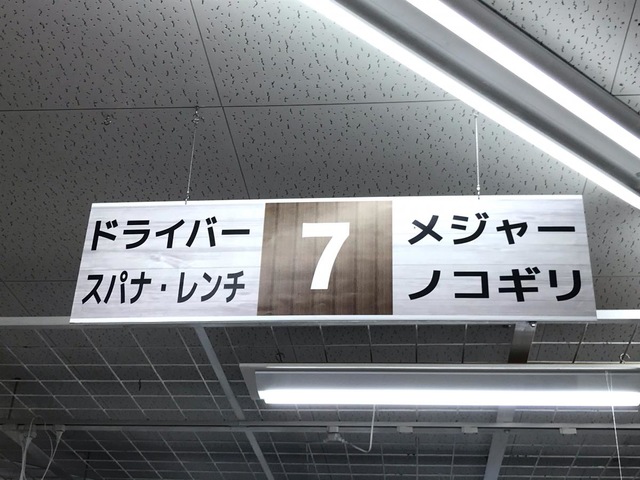 ドライバー
スパナ・レンチ
7
メジャー
ノコギリ